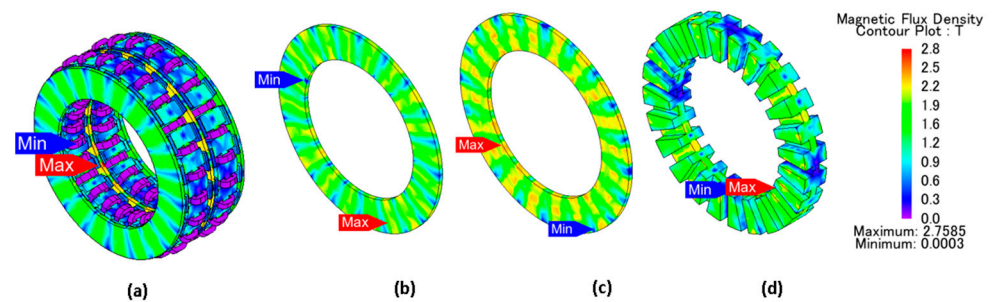 Magnetic Flux Density
Contour Plot : T
2.8
2.5
2.2
1.9
1.6
1.2
0.9
0.6
0.3
0.0
Maximum: 2.7585
Minimum: 0.0003
Min
Max
Min
Max
Max
Min
Min
Max
(a)
(b)
(c)
(d)